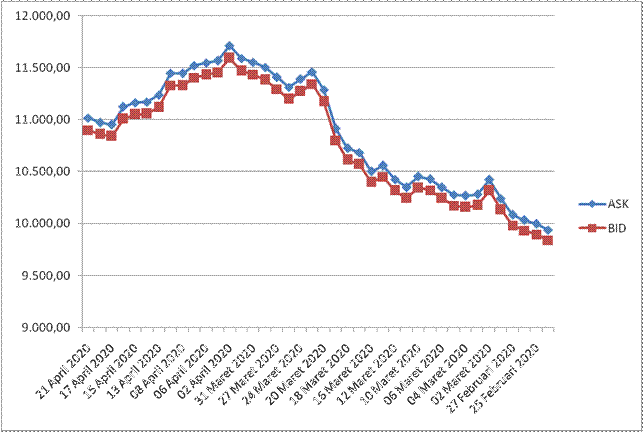 12.000,00
11.500,00
11.000,00
10.500,00
10.000,00
9.500,00
9.000,00
ASK
BID
21 April 2020
17 April 2020
15 April 2020
13 April 2020
08 April 2020
06 April 2020
02 April 2020
31 Maret 2020
27 Maret 2020
24 Maret 2020
20 Maret 2020
18 Maret 2020
16 Maret 2020
12 Maret 2020
10 Maret 2020
06 Maret 2020
04 Maret 2020
02 Maret 2020
27 Februari 2020
25 Februari 2020